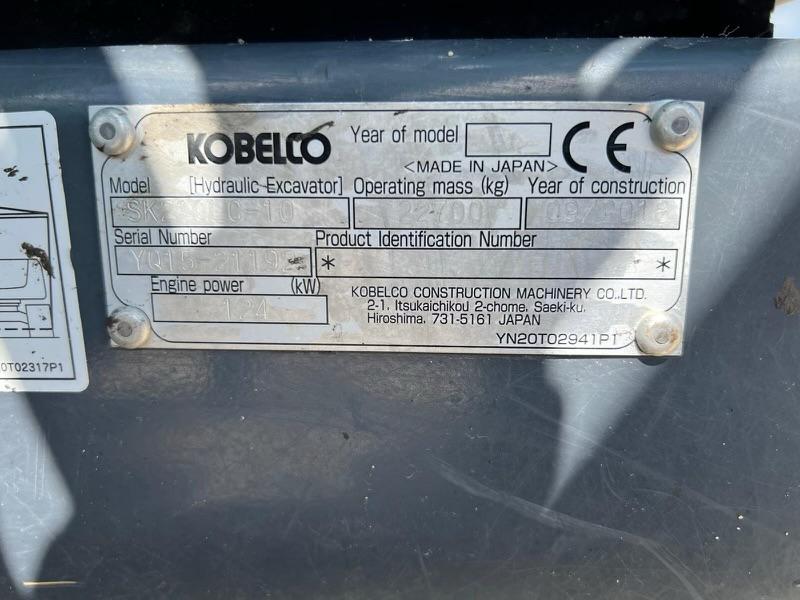 KOBELCO
Year of model
CE
<MADE IN JAPAN>
Model [Hydraulic Excavator] Operating mass (kg) Year of construction
22700
Serial Number Product Identification Number
* *
Engine power (kW)
124
KOBELCO CONSTRUCTION MACHINERY CO.,LTD.
2-1, Itsukaichikou 2-chome, Saeki-ku,
Hiroshima, 731-5161 JAPAN
YN20T02941P1
0T02317P1